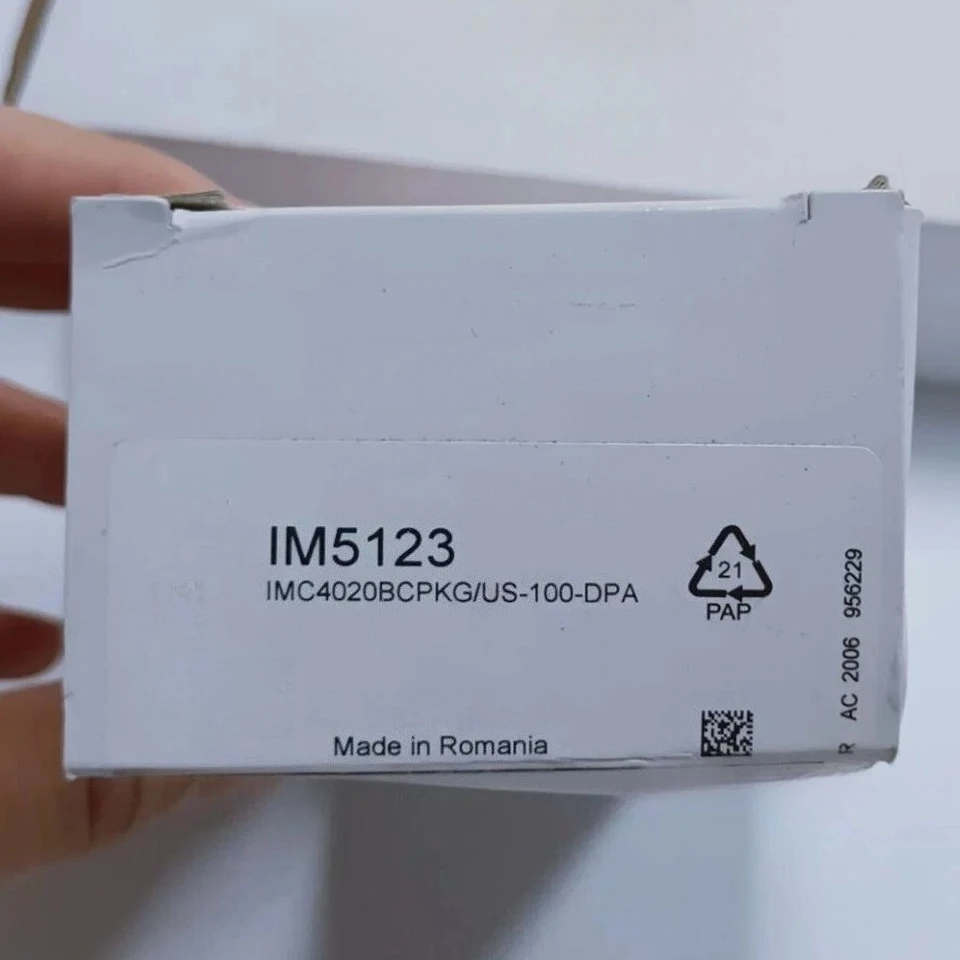 IM5123
IMC4020BCPKG/US-100-DPA
21
PAP
Made in Romania
R AC 2006 956229